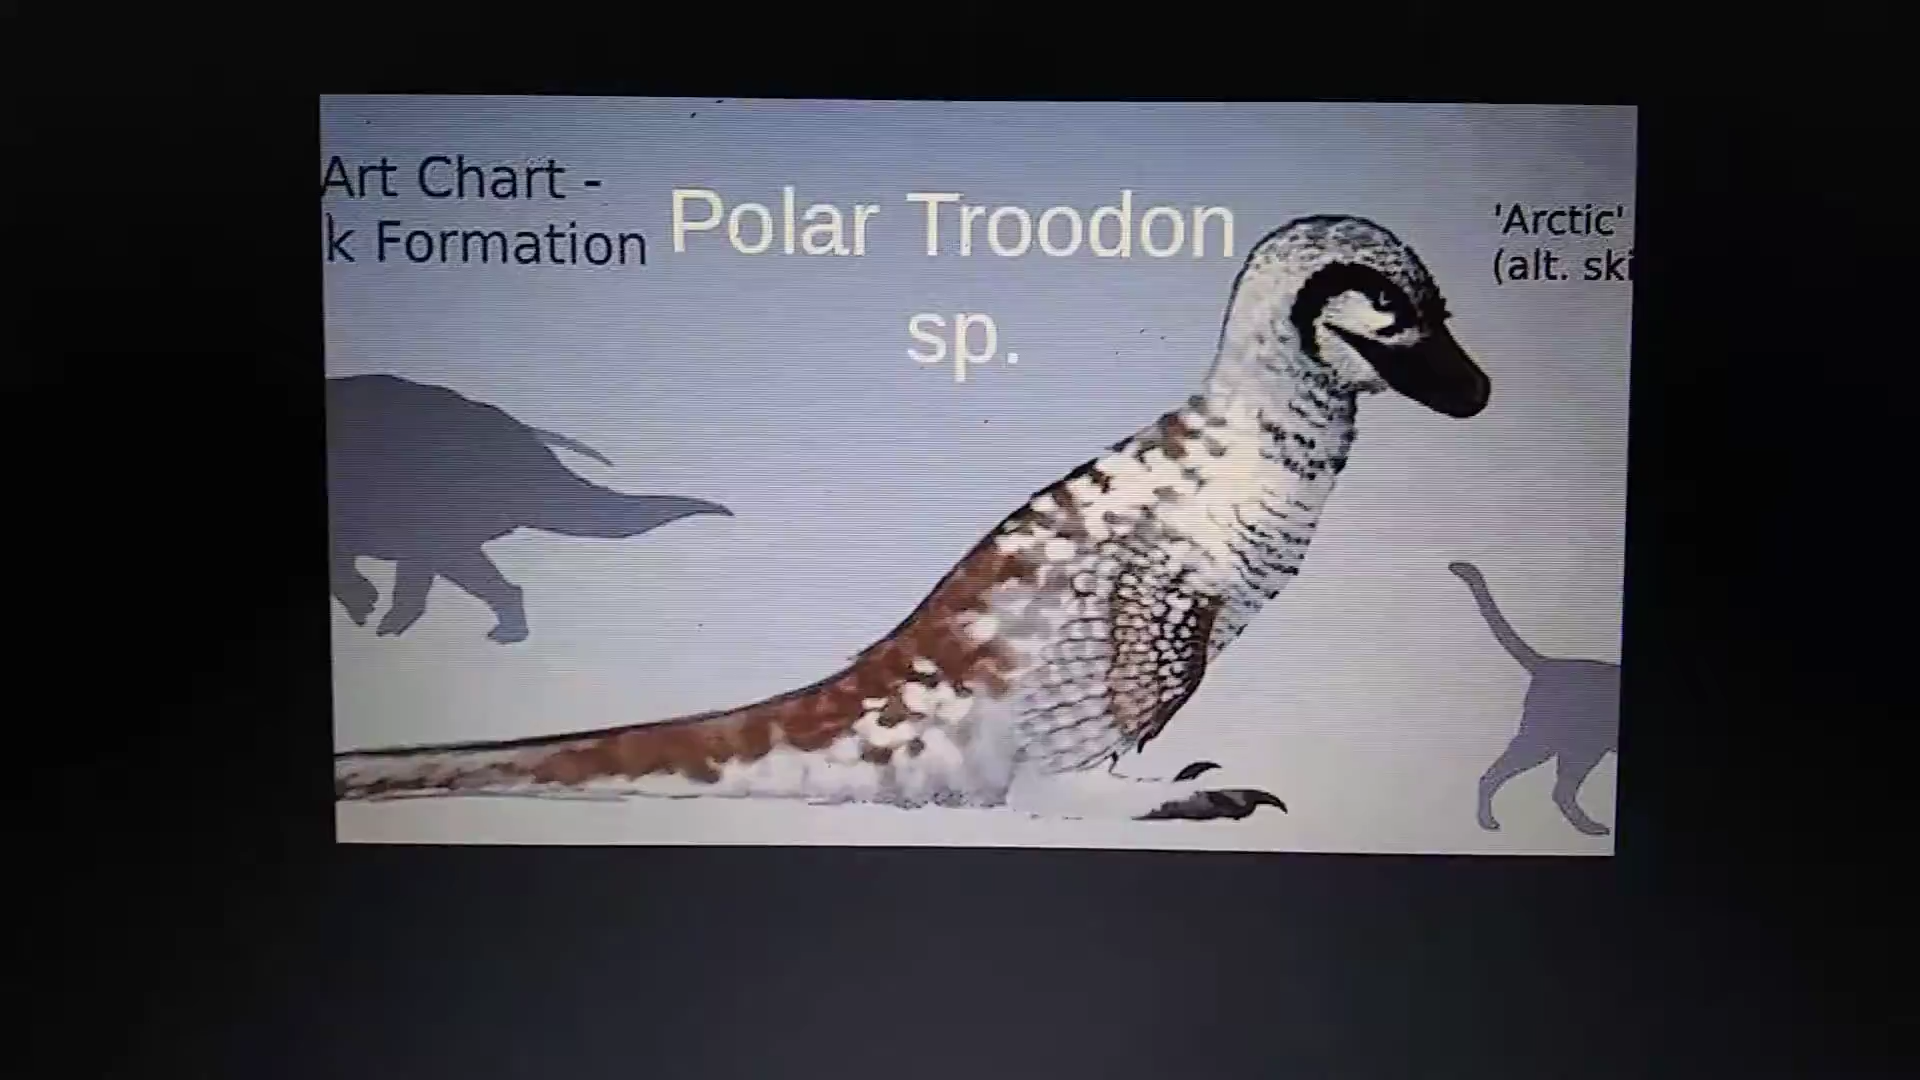 Art Chart -
k Formation
Polar Troodon
sp.
'Arctic'
(alt. ski